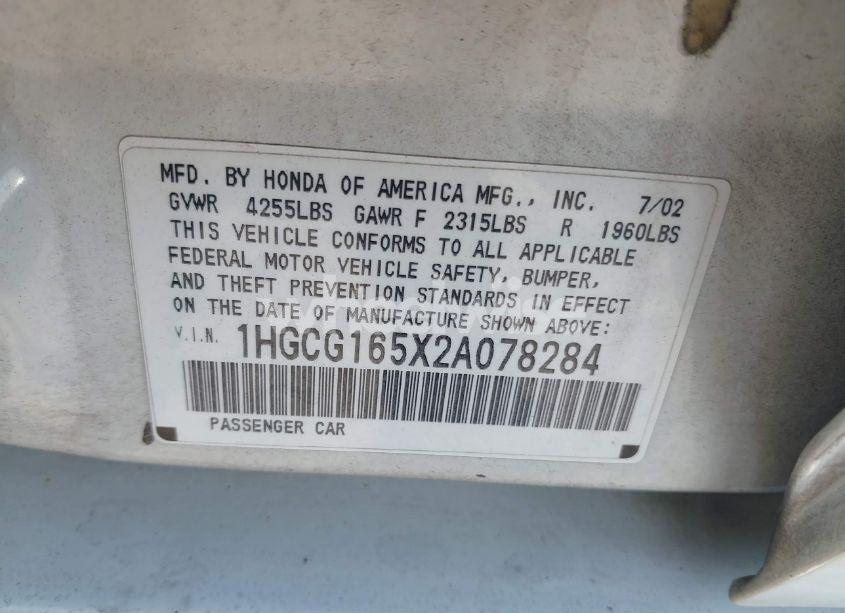 MFD. BY HONDA OF AMERICA MFG., INC. 7/02
GVWR 4255LBS GAWR F 2315LBS R 1960LBS
THIS VEHICLE CONFORMS TO ALL APPLICABLE
FEDERAL MOTOR VEHICLE SAFETY, BUMPER,
AND THEFT PREVENTION STANDARDS IN EFFECT
ON THE DATE OF MANUFACTURE SHOWN ABOVE:
V.I.N. 1HGCG165X2A078284
PASSENGER CAR